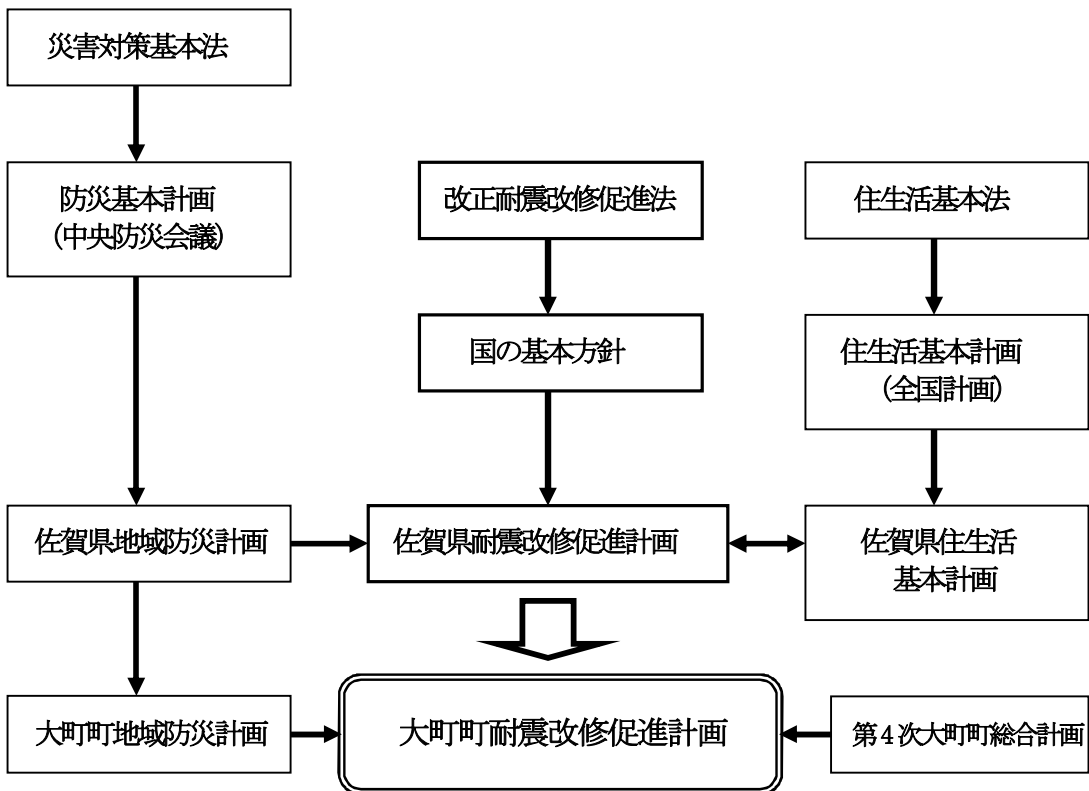 災害対策基本法
防災基本計画
(中央防災会議)
改正耐震改修促進法
住生活基本法
国の基本方針
住生活基本計画
(全国計画)
佐賀県地域防災計画
佐賀県耐震改修促進計画
佐賀県住生活
基本計画
大町町地域防災計画
大町町耐震改修促進計画
第4次大町町総合計画